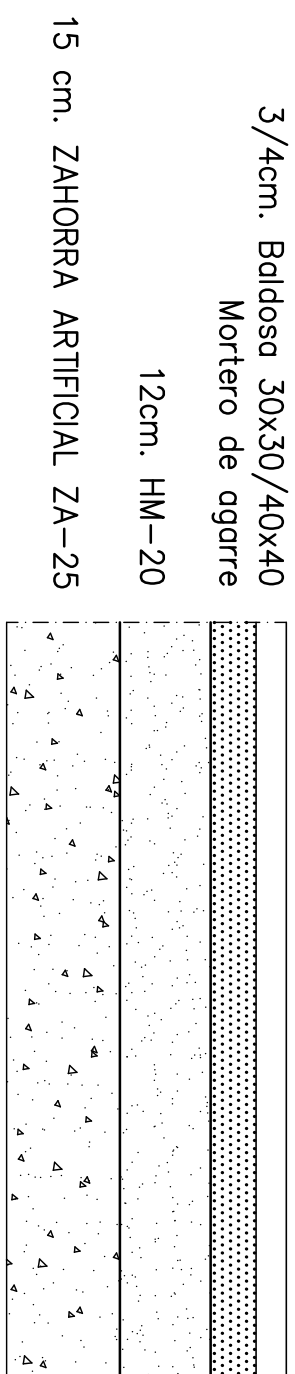 3/4cm. Baldosa 30x30/40x40
Mortero de agarre
12cm. HM-20
15 cm. ZAHORRA ARTIFICIAL ZA-25